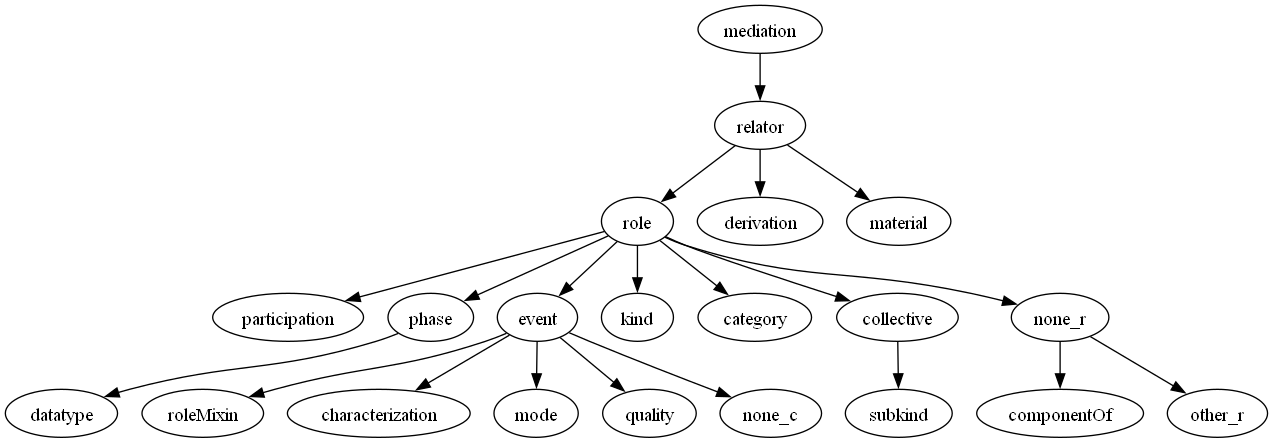 mediation
relator
role
derivation
material
participation
phase
event
kind
category
collective
none_r
datatype
roleMixin
characterization
mode
quality
none_c
subkind
componentOf
other_r